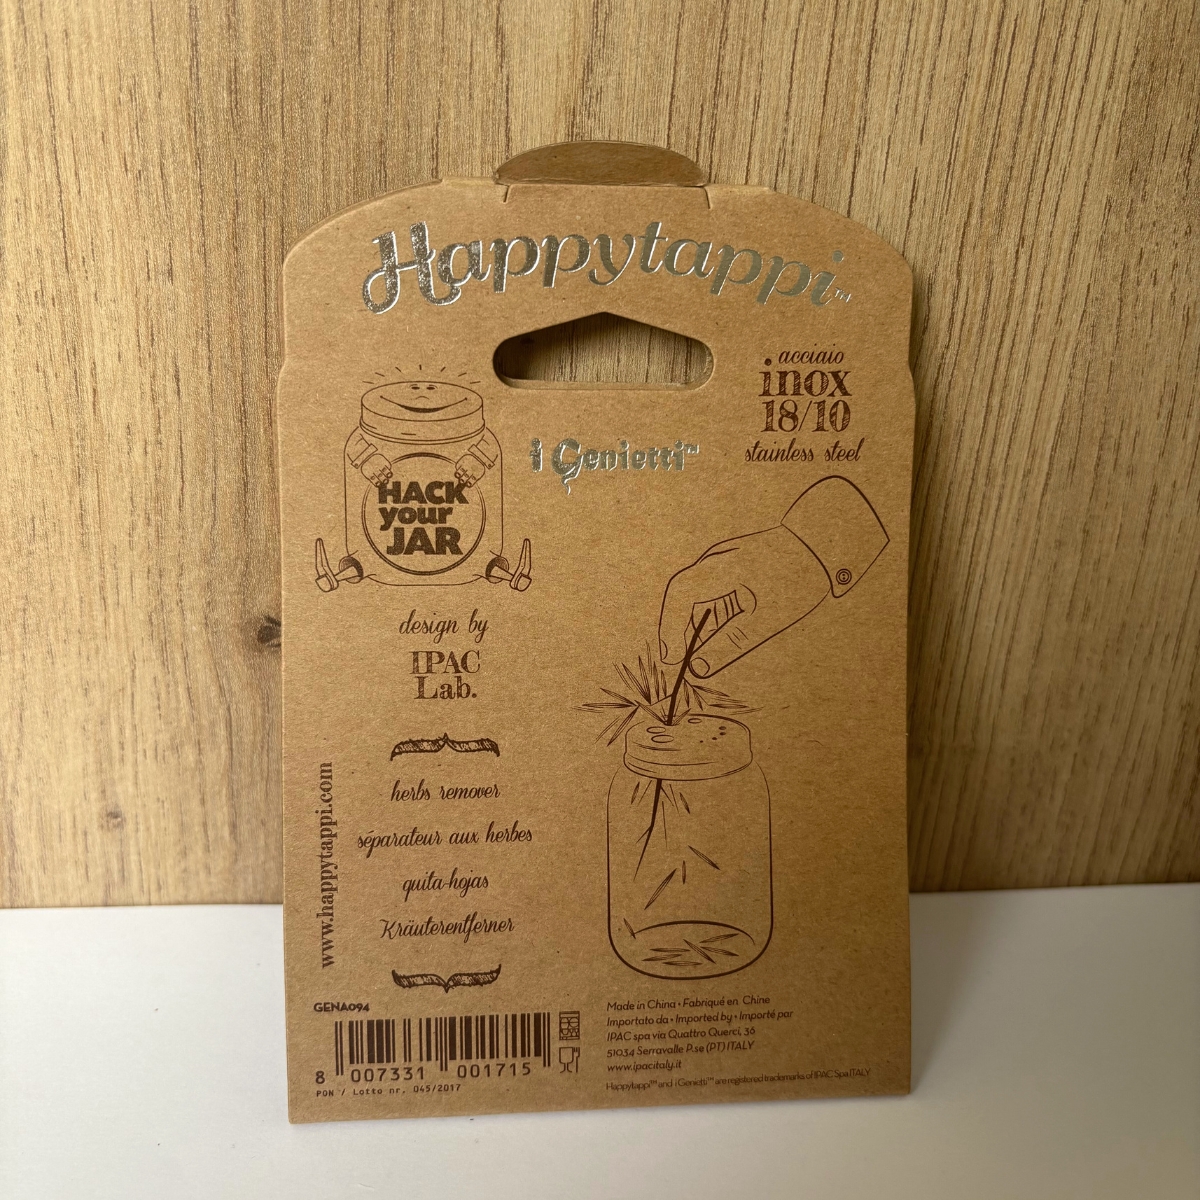 Happytappi™
acciaio
inox
18/10
stainless steel
i Genietti™
HACK
your
JAR
design by
IPAC
Lab.
herbs remover
séparateur aux herbes
quita-hojas
Kräuterentferner
www.happytappi.com
GENA094
8 007331 001715
PON / Lotto nr. 045/2017
Made in China • Fabriqué en Chine
Importato da • Imported by • Importé par
IPAC spa via Quattro Querci, 36
51034 Serravalle P.se (PT) ITALY
www.ipacitaly.it
Happytappi™ and i Genietti™ are registered trademarks of IPAC Spa ITALY